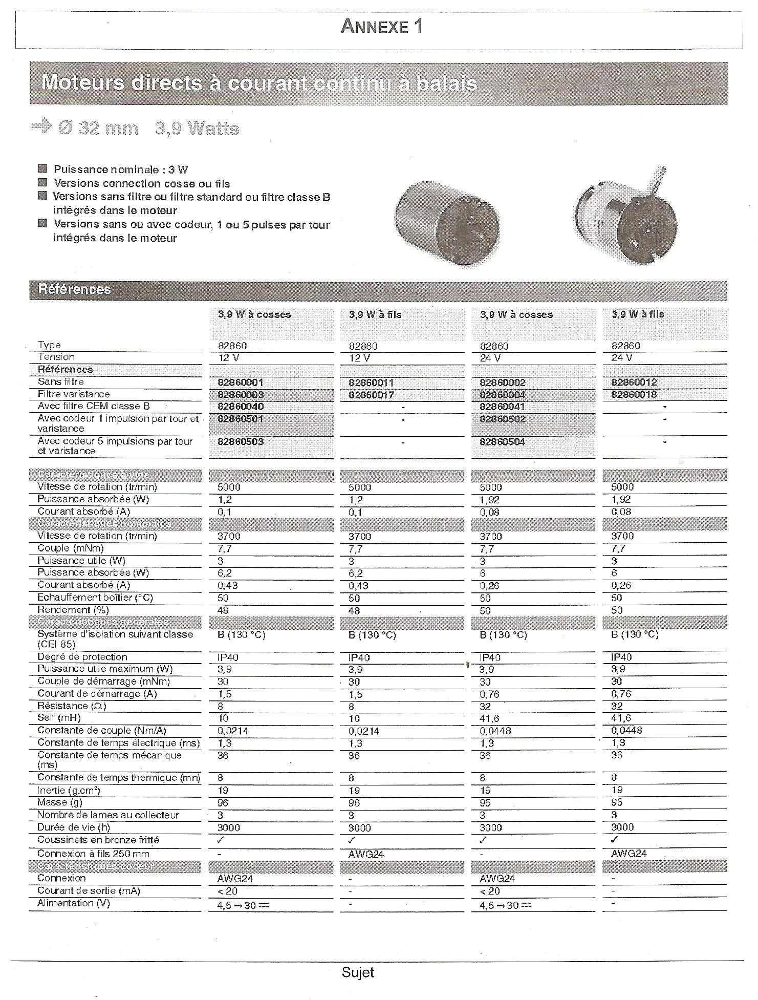 ANNEXE 1
Moteurs directs à courant continu à balais
Ø 32 mm 3,9 Watts
Puissance nominale : 3 W
Versions connection cosse ou fils
Versions sans filtre ou filtre standard ou filtre classe B
intégrés dans le moteur
Versions sans ou avec codeur, 1 ou 5 pulses par tour
intégrés dans le moteur
Références
3,9 W à cosses 3,9 W à fils 3,9 W à cosses 3,9 W à fils
Type 82860 82860 82860 82860
Tension 12 V 12 V 24 V 24 V
Références
Sans filtre 82860001 82860011 82860002 82860012
Filtre varistance 82860003 82860017 82860004 82860018
Avec filtre CEM classe B 82860040 - 82860041 -
Avec codeur 1 impulsion par tour et 82860501 - 82860502 -
varistance
Avec codeur 5 impulsions par tour 82860503 - 82860504 -
et varistance
Caractéristiques à vide
Vitesse de rotation (tr/min) 5000 5000 5000 5000
Puissance absorbée (W) 1,2 1,2 1,92 1,92
Courant absorbé (A) 0,1 0,1 0,08 0,08
Caractéristiques nominales
Vitesse de rotation (tr/min) 3700 3700 3700 3700
Couple (mNm) 7,7 7,7 7,7 7,7
Puissance utile (W) 3 3 3 3
Puissance absorbée (W) 6,2 6,2 6 6
Courant absorbé (A) 0,43 0,43 0,26 0,26
Echauffement boîtier (°C) 50 50 50 50
Rendement (%) 48 48 50 50
Caractéristiques générales
Système d'isolation suivant classe B (130 °C) B (130 °C) B (130 °C) B (130 °C)
(CEI 85)
Degré de protection IP40 IP40 IP40 IP40
Puissance utile maximum (W) 3,9 3,9 3,9 3,9
Couple de démarrage (mNm) 30 30 30 30
Courant de démarrage (A) 1,5 1,5 0,76 0,76
Résistance (Ω) 8 8 32 32
Self (mH) 10 10 41,6 41,6
Constante de couple (Nm/A) 0,0214 0,0214 0,0448 0,0448
Constante de temps électrique (ms) 1,3 1,3 1,3 1,3
Constante de temps mécanique 36 36 36 36
(ms)
Constante de temps thermique (mn) 8 8 8 8
Inertie (g.cm²) 19 19 19 19
Masse (g) 96 96 95 95
Nombre de lames au collecteur 3 3 3 3
Durée de vie (h) 3000 3000 3000 3000
Coussinets en bronze fritté ✓ ✓ ✓ ✓
Connexion à fils 250 mm - AWG24 - AWG24
Caractéristiques codeur
Connexion AWG24 - AWG24 -
Courant de sortie (mA) < 20 - < 20 -
Alimentation (V) 4,5 → 30 ⎓ - 4,5 → 30 ⎓ -
Sujet